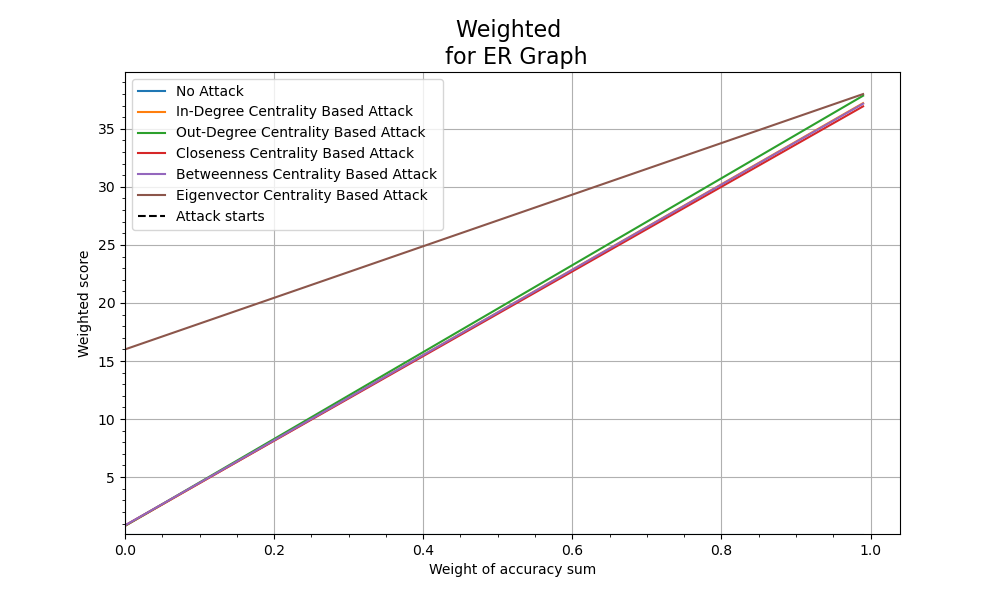 Weighted
for ER Graph
No Attack
In-Degree Centrality Based Attack
Out-Degree Centrality Based Attack
Closeness Centrality Based Attack
Betweenness Centrality Based Attack
Eigenvector Centrality Based Attack
Attack starts
Weighted score
35
30
25
20
15
10
5
0.0 0.2 0.4 0.6 0.8 1.0
Weight of accuracy sum